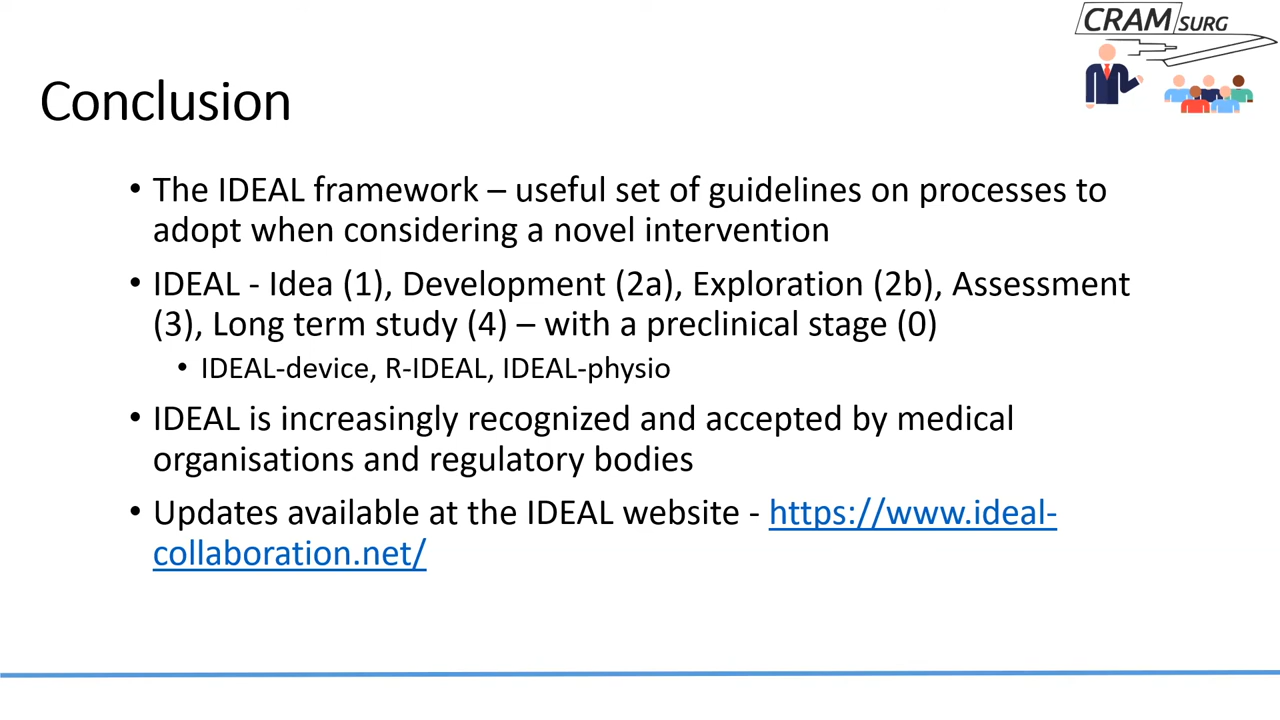 CRAM SURG
Conclusion
• The IDEAL framework – useful set of guidelines on processes to
adopt when considering a novel intervention
• IDEAL - Idea (1), Development (2a), Exploration (2b), Assessment
(3), Long term study (4) – with a preclinical stage (0)
• IDEAL-device, R-IDEAL, IDEAL-physio
• IDEAL is increasingly recognized and accepted by medical
organisations and regulatory bodies
• Updates available at the IDEAL website - https://www.ideal-
collaboration.net/